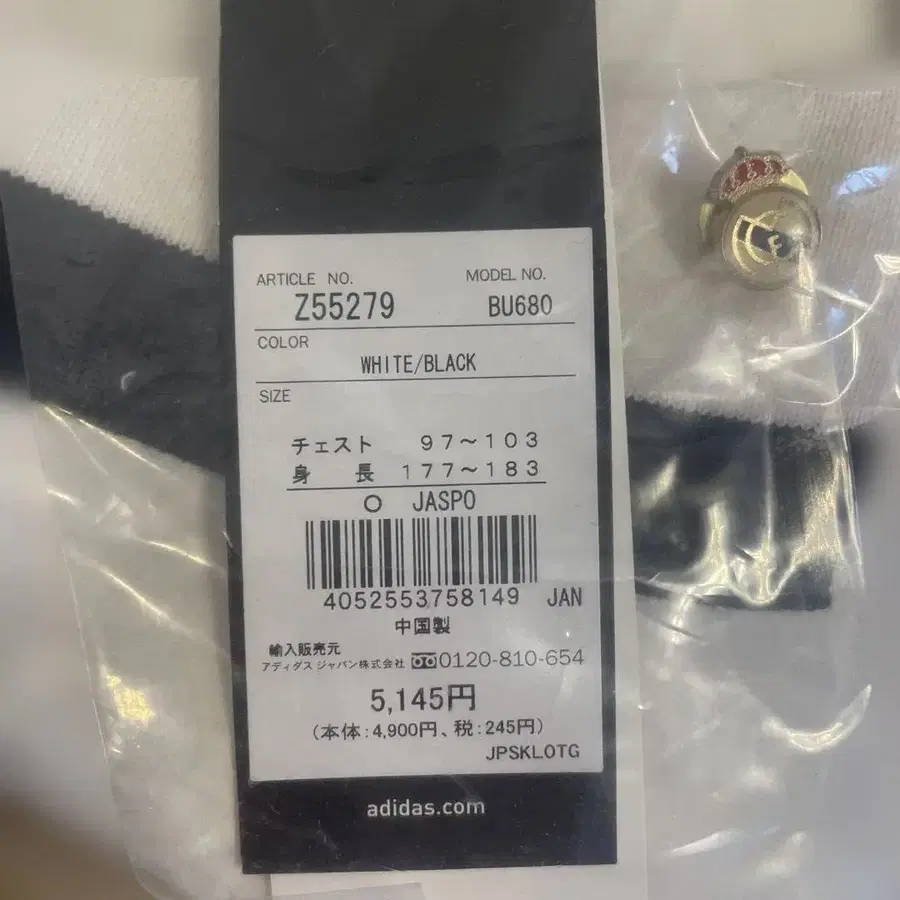 ARTICLE NO. MODEL NO.
Z55279 BU680
COLOR
WHITE/BLACK
SIZE
チェスト 97～103
身 長 177～183
O JASPO
4052553758149 JAN
中国製
輸入販売元
アディダス ジャパン株式会社 0120-810-654
5,145円
(本体:4,900円、税:245円)
JPSKLOTG
adidas.com